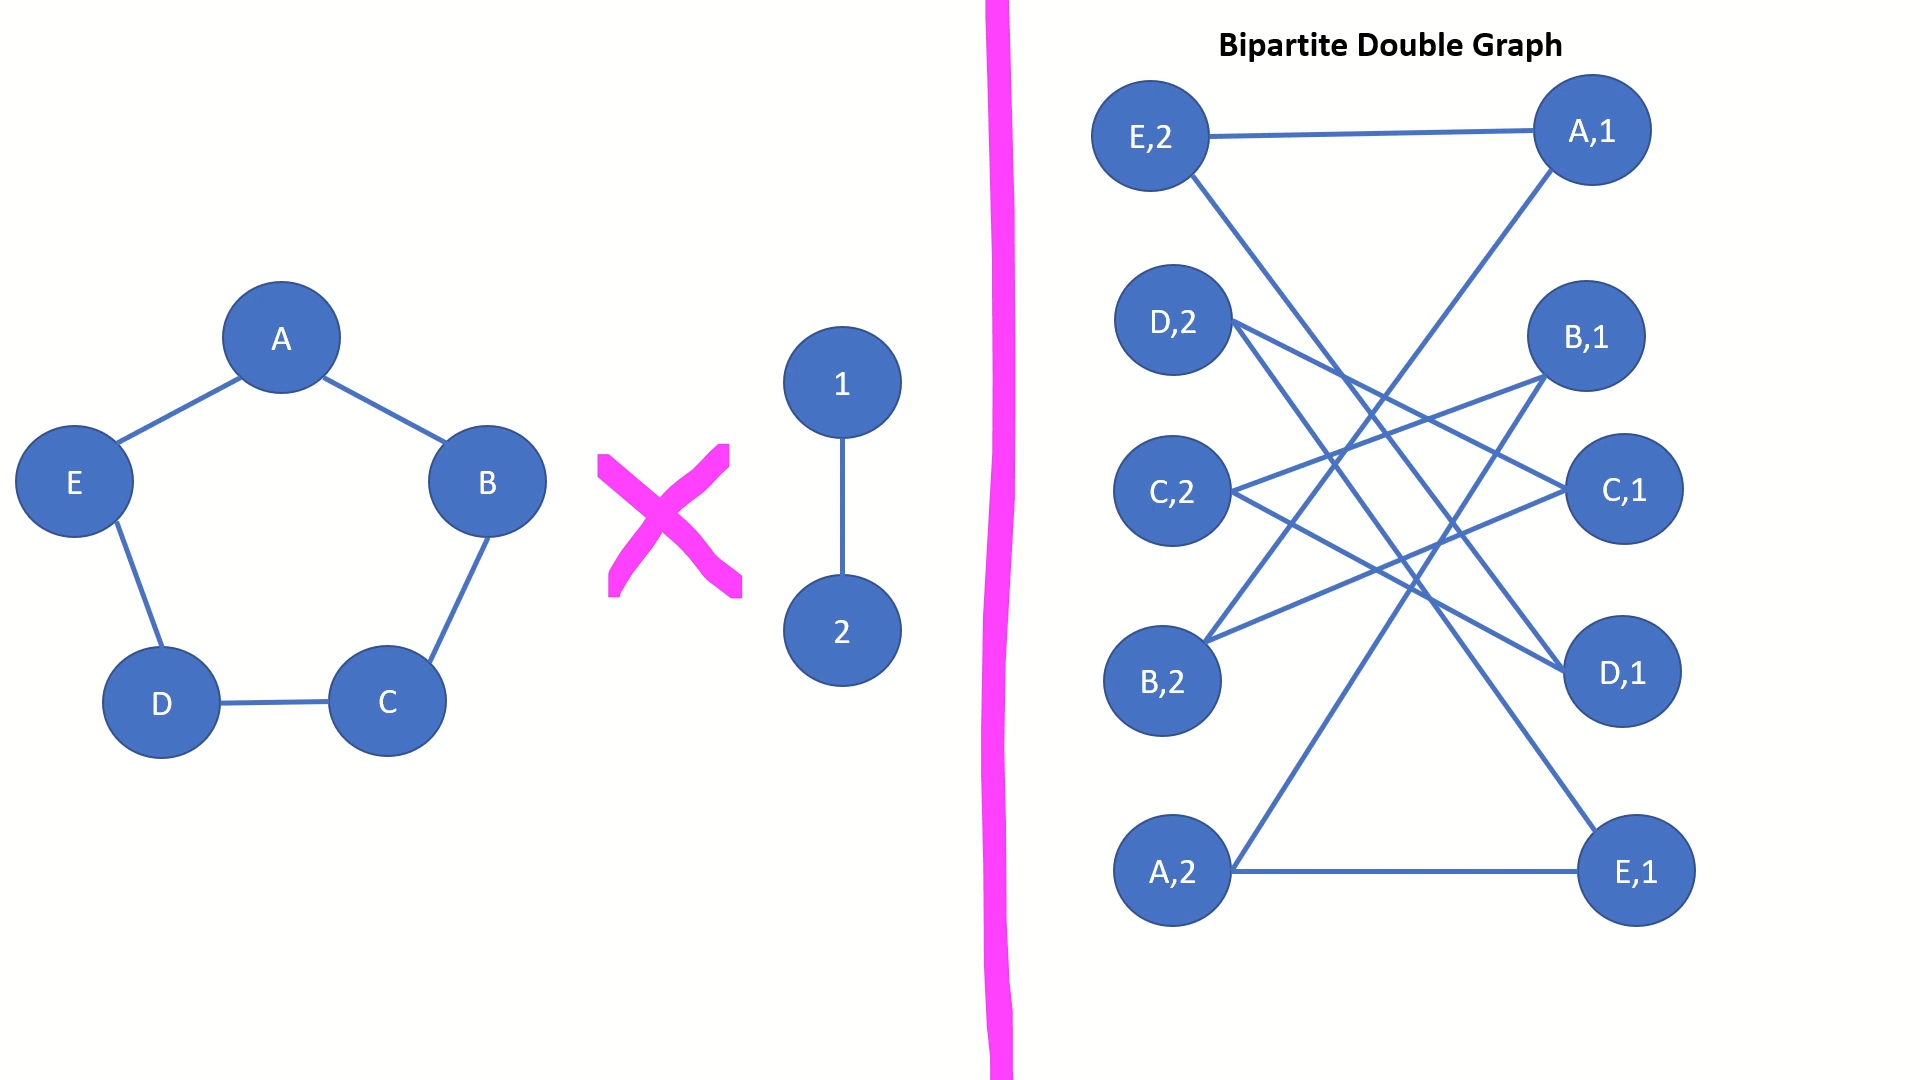 Bipartite Double Graph
A
E
B
D
C
1
2
E,2
A,1
D,2
B,1
C,2
C,1
B,2
D,1
A,2
E,1